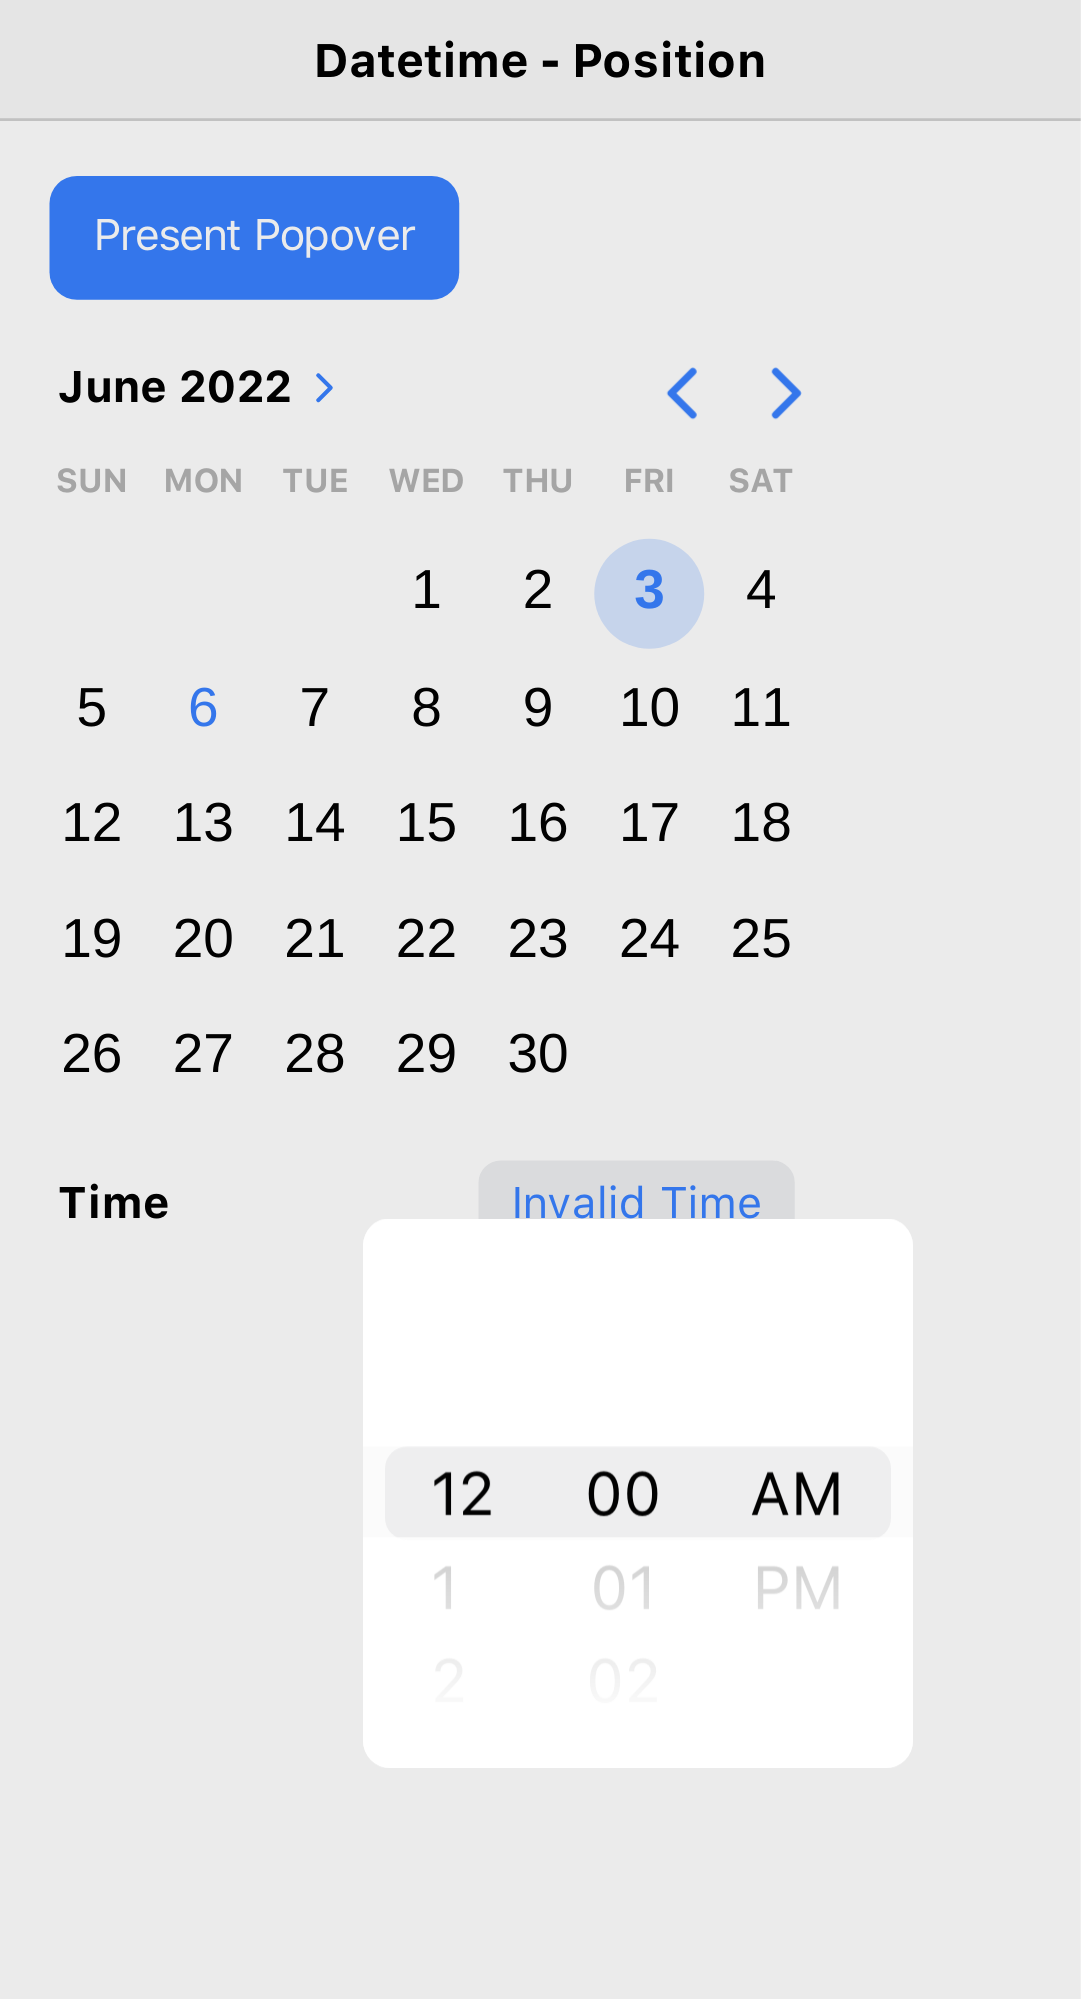 Datetime - Position
Present Popover
June 2022
SUN MON TUE WED THU FRI SAT
1 2 3 4
5 6 7 8 9 10 11
12 13 14 15 16 17 18
19 20 21 22 23 24 25
26 27 28 29 30
Time Invalid Time
12 00 AM
1 01 PM
2 02